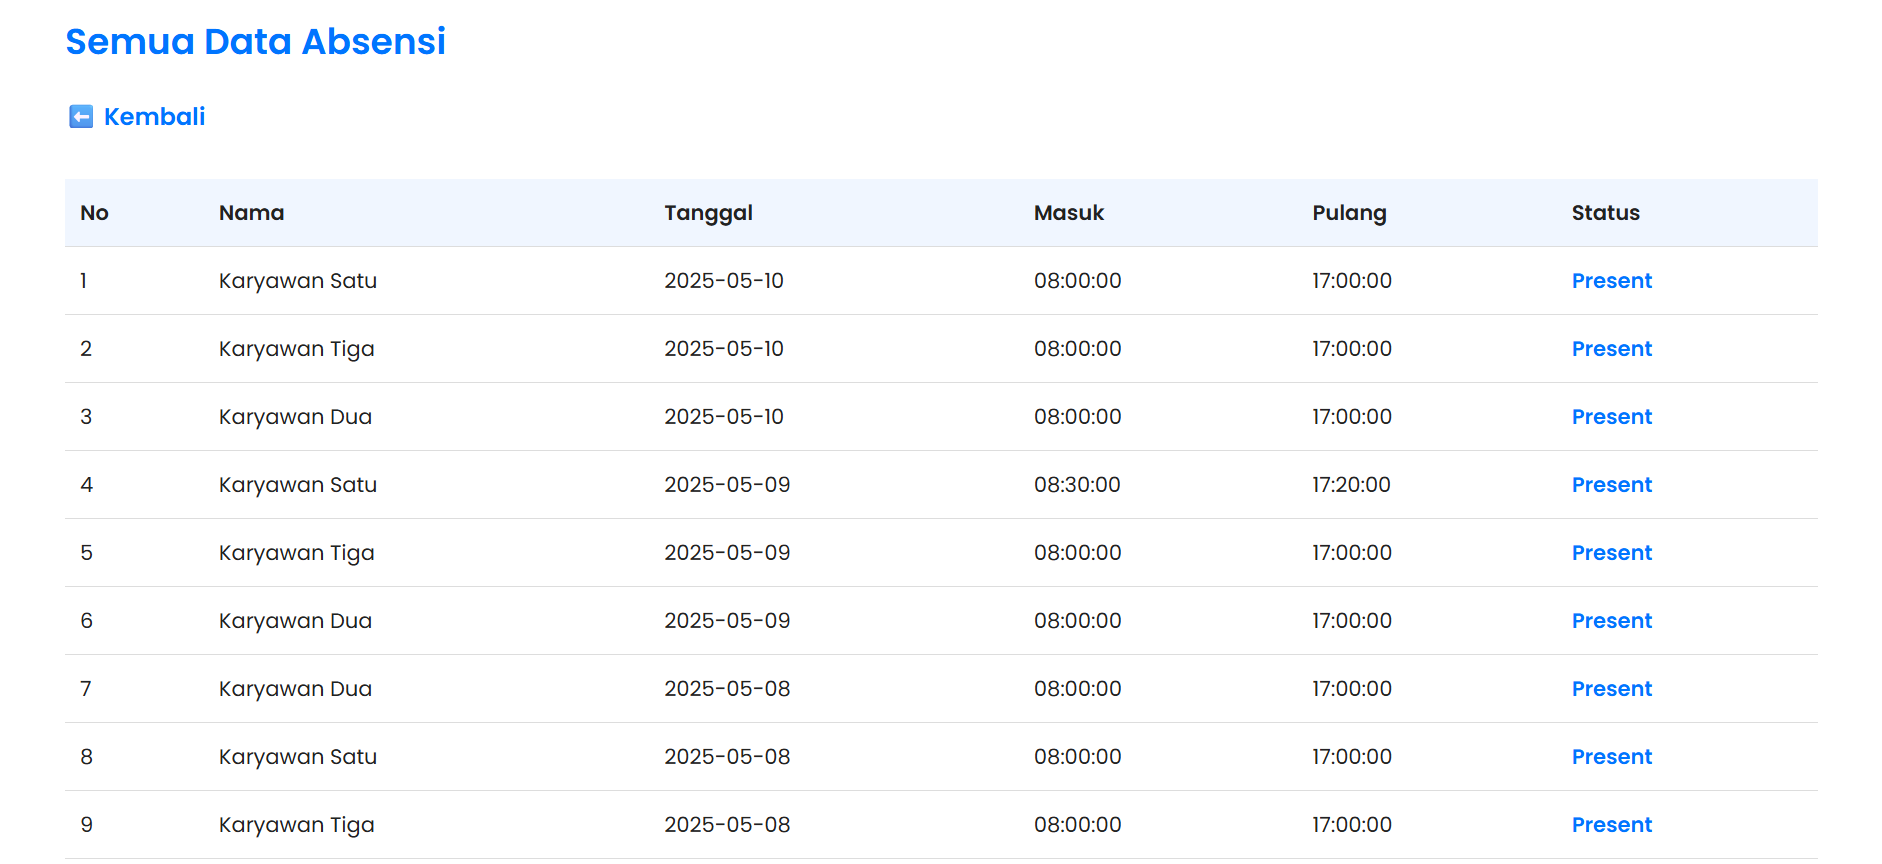 Semua Data Absensi
Kembali
No Nama Tanggal Masuk Pulang Status
1 Karyawan Satu 2025-05-10 08:00:00 17:00:00 Present
2 Karyawan Tiga 2025-05-10 08:00:00 17:00:00 Present
3 Karyawan Dua 2025-05-10 08:00:00 17:00:00 Present
4 Karyawan Satu 2025-05-09 08:30:00 17:20:00 Present
5 Karyawan Tiga 2025-05-09 08:00:00 17:00:00 Present
6 Karyawan Dua 2025-05-09 08:00:00 17:00:00 Present
7 Karyawan Dua 2025-05-08 08:00:00 17:00:00 Present
8 Karyawan Satu 2025-05-08 08:00:00 17:00:00 Present
9 Karyawan Tiga 2025-05-08 08:00:00 17:00:00 Present